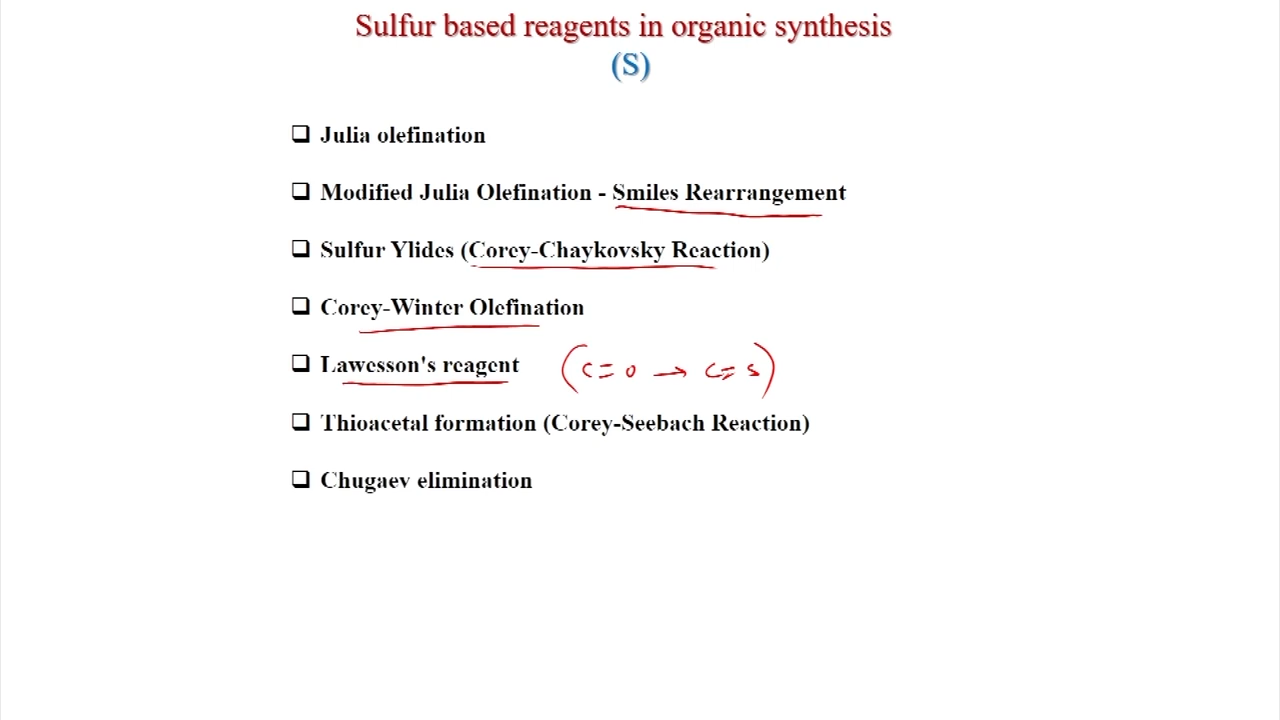 Sulfur based reagents in organic synthesis
(S)
❑ Julia olefination
❑ Modified Julia Olefination - Smiles Rearrangement
❑ Sulfur Ylides (Corey-Chaykovsky Reaction)
❑ Corey-Winter Olefination
❑ Lawesson's reagent (C=O → C=S)
❑ Thioacetal formation (Corey-Seebach Reaction)
❑ Chugaev elimination